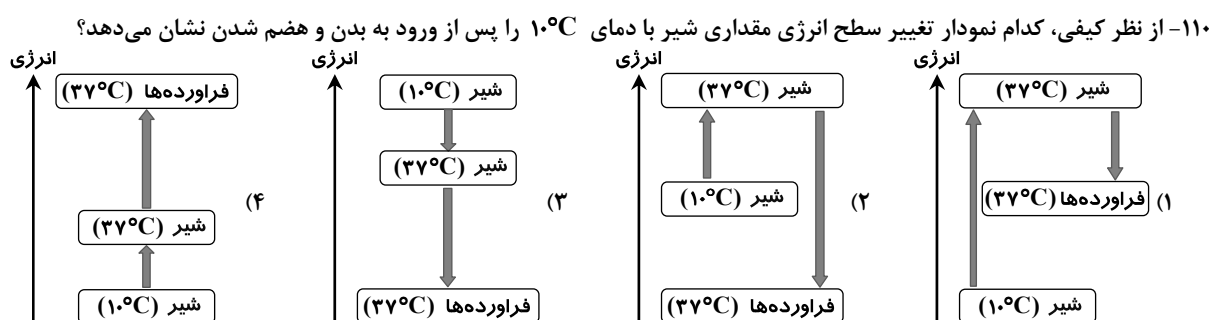 ۱۱۰- از نظر کیفی، کدام نمودار تغییر سطح انرژی مقداری شیر با دمای ۱۰°C را پس از ورود به بدن و هضم شدن نشان می‌دهد؟
انرژی
شیر (۳۷°C)
فراورده‌ها (۳۷°C)
۱)
شیر (۱۰°C)
انرژی
شیر (۳۷°C)
شیر (۱۰°C)
۲)
فراورده‌ها (۳۷°C)
انرژی
شیر (۱۰°C)
شیر (۳۷°C)
۳)
فراورده‌ها (۳۷°C)
انرژی
فراورده‌ها (۳۷°C)
۴)
شیر (۳۷°C)
شیر (۱۰°C)